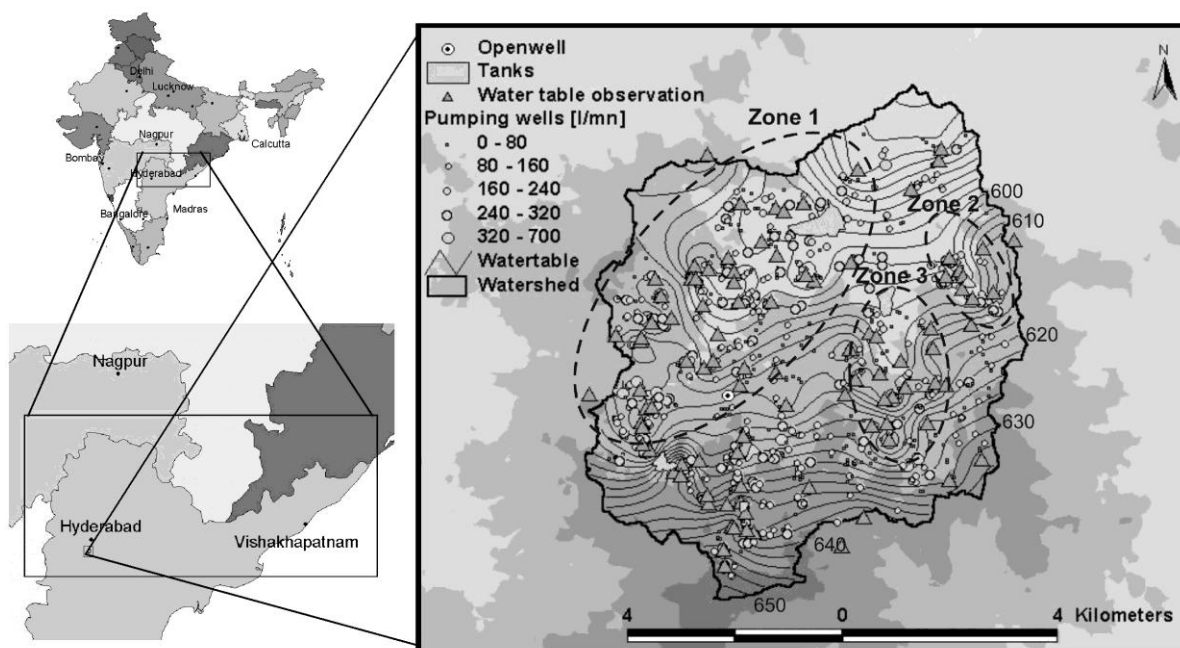 Delhi
Lucknow
Nagpur
Calcutta
Bombay
Hyderabad
Bangalore
Madras
Nagpur
Hyderabad
Vishakhapatnam
Openwell
Tanks
Water table observation
Pumping wells [l/mn]
0 - 80
80 - 160
160 - 240
240 - 320
320 - 700
Watertable
Watershed
N
Zone 1
600
Zone 2
610
Zone 3
620
630
640
650
4 0 4 Kilometers